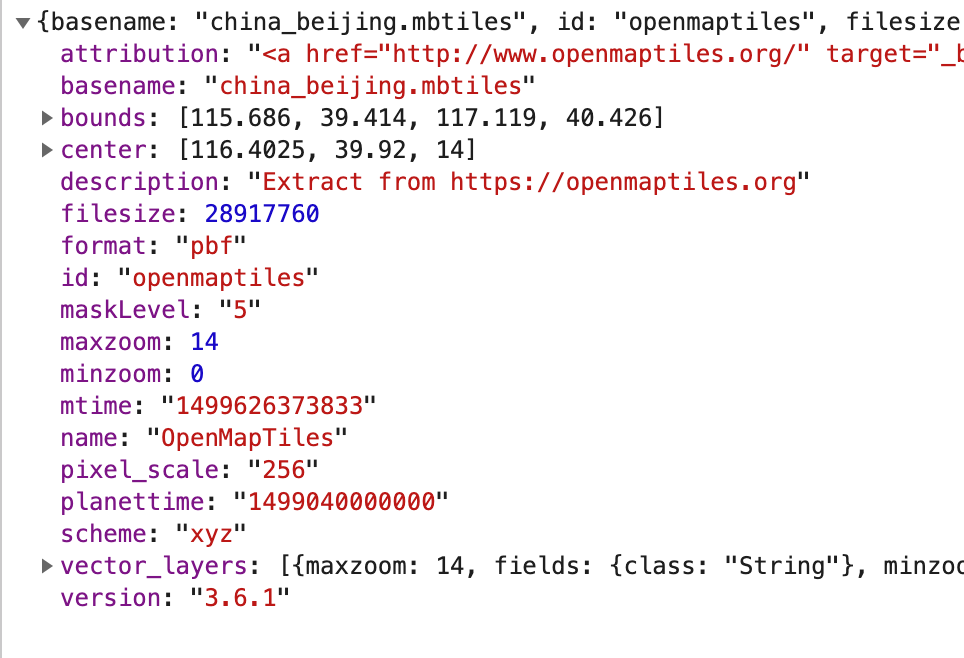 {basename: "china_beijing.mbtiles", id: "openmaptiles", filesize
attribution: "<a href="http://www.openmaptiles.org/" target="_b
basename: "china_beijing.mbtiles"
bounds: [115.686, 39.414, 117.119, 40.426]
center: [116.4025, 39.92, 14]
description: "Extract from https://openmaptiles.org"
filesize: 28917760
format: "pbf"
id: "openmaptiles"
maskLevel: "5"
maxzoom: 14
minzoom: 0
mtime: "1499626373833"
name: "OpenMapTiles"
pixel_scale: "256"
planettime: "1499040000000"
scheme: "xyz"
vector_layers: [{maxzoom: 14, fields: {class: "String"}, minzoo
version: "3.6.1"